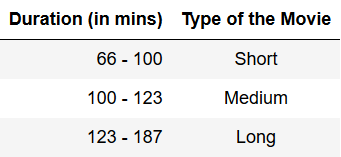 Duration (in mins) Type of the Movie
66 - 100 Short
100 - 123 Medium
123 - 187 Long